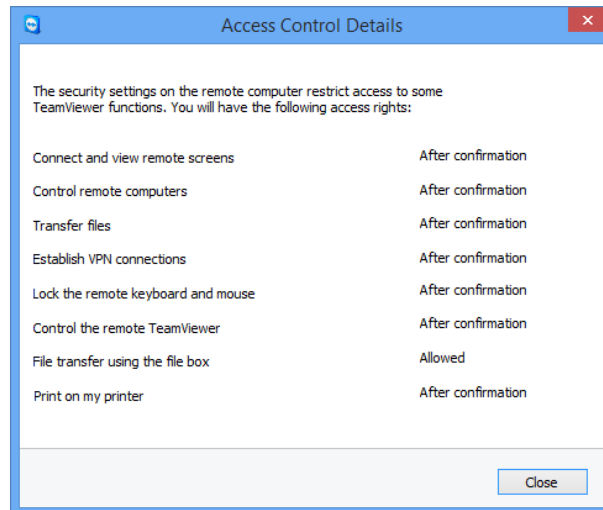 Access Control Details
The security settings on the remote computer restrict access to some
TeamViewer functions. You will have the following access rights:
Connect and view remote screens After confirmation
Control remote computers After confirmation
Transfer files After confirmation
Establish VPN connections After confirmation
Lock the remote keyboard and mouse After confirmation
Control the remote TeamViewer After confirmation
File transfer using the file box Allowed
Print on my printer After confirmation
Close